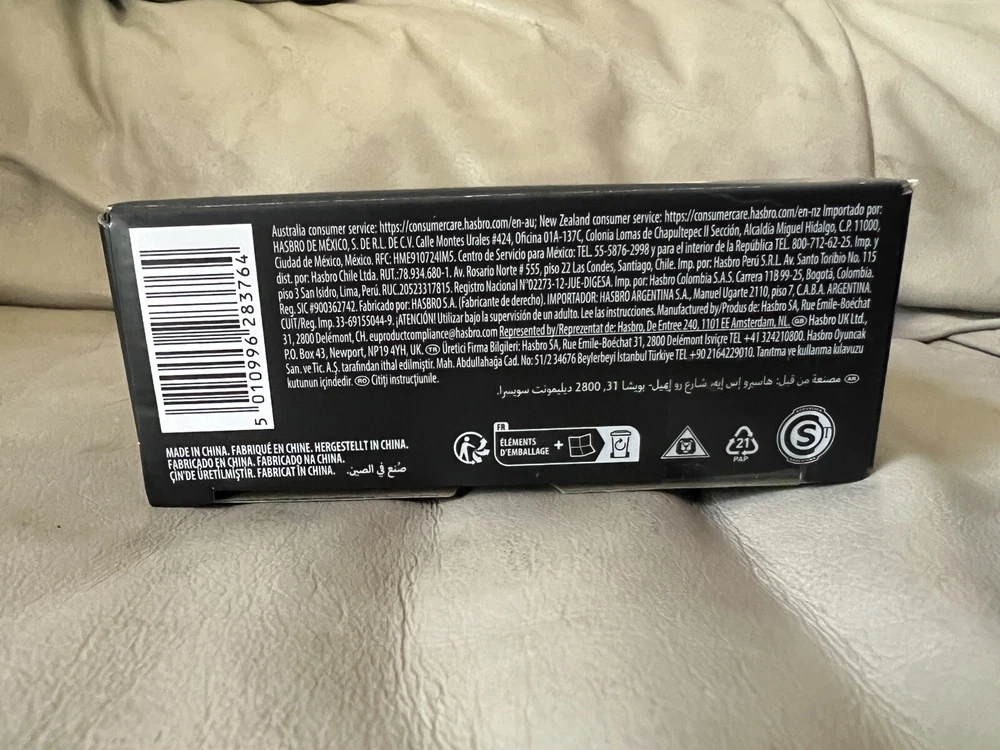 Australia consumer service: https://consumercare.hasbro.com/en-au; New Zealand consumer service: https://consumercare.hasbro.com/en-nz Importado por:
HASBRO DE MÉXICO, S. DE R.L. DE C.V. Calle Montes Urales #424, Oficina 01A-137C, Colonia Lomas de Chapultepec II Sección, Alcaldía Miguel Hidalgo, C.P. 11000,
Ciudad de México, México. RFC: HME910724IM5. Centro de Servicio para México: TEL. 55-5876-2998 y para el interior de la República TEL. 800-712-62-25. Imp. y
dist. por: Hasbro Chile Ltda. RUT.:78.934.680-1. Av. Rosario Norte # 555, piso 22 Las Condes, Santiago, Chile. Imp. por: Hasbro Perú S.R.L. Av. Santo Toribio No. 115
piso 3 San Isidro, Lima, Perú. RUC.20523317815. Registro Nacional N°02273-12-JUE-DIGESA. Imp. por: Hasbro Colombia S.A.S. Carrera 11B 99-25, Bogotá, Colombia.
Reg. SIC #900362742. Fabricado por: HASBRO S.A. (Fabricante de derecho). IMPORTADOR: HASBRO ARGENTINA S.A., Manuel Ugarte 2110, piso 7, C.A.B.A. ARGENTINA.
CUIT/Reg. Imp. 33-69155044-9. ¡ATENCIÓN! Utilizar bajo la supervisión de un adulto. Lee las instrucciones. Manufactured by/Produs de: Hasbro SA, Rue Emile-Boéchat
31, 2800 Delémont, CH. euproductcompliance@hasbro.com Represented by/Reprezentat de: Hasbro, De Entree 240, 1101 EE Amsterdam, NL. GB Hasbro UK Ltd.,
P.O. Box 43, Newport, NP19 4YH, UK. TR Üretici Firma Bilgileri: Hasbro SA, Rue Emile-Boéchat 31, 2800 Delémont İsviçre TEL +41 324210800. Hasbro Oyuncak
San. ve Tic. A.Ş. tarafından ithal edilmiştir. Mah. Abdullahağa Cad. No: 51/2 34676 Beylerbeyi İstanbul Türkiye TEL +90 2164229010. Tanıtma ve kullanma kılavuzu
kutunun içindedir. RO Citiți instrucțiunile.
AR مصنعة من قبل: هاسبرو إس إيه، شارع رو إميل- بويشا 31, 2800 ديليمونت سويسرا.
5 010996 283764
MADE IN CHINA. FABRIQUÉ EN CHINE. HERGESTELLT IN CHINA.
FABRICADO EN CHINA. FABRICADO NA CHINA.
ÇİN'DE ÜRETİLMİŞTİR. FABRICAT ÎN CHINA. صُنع في الصين.
FR
ÉLÉMENTS
D'EMBALLAGE +
21
PAP
S